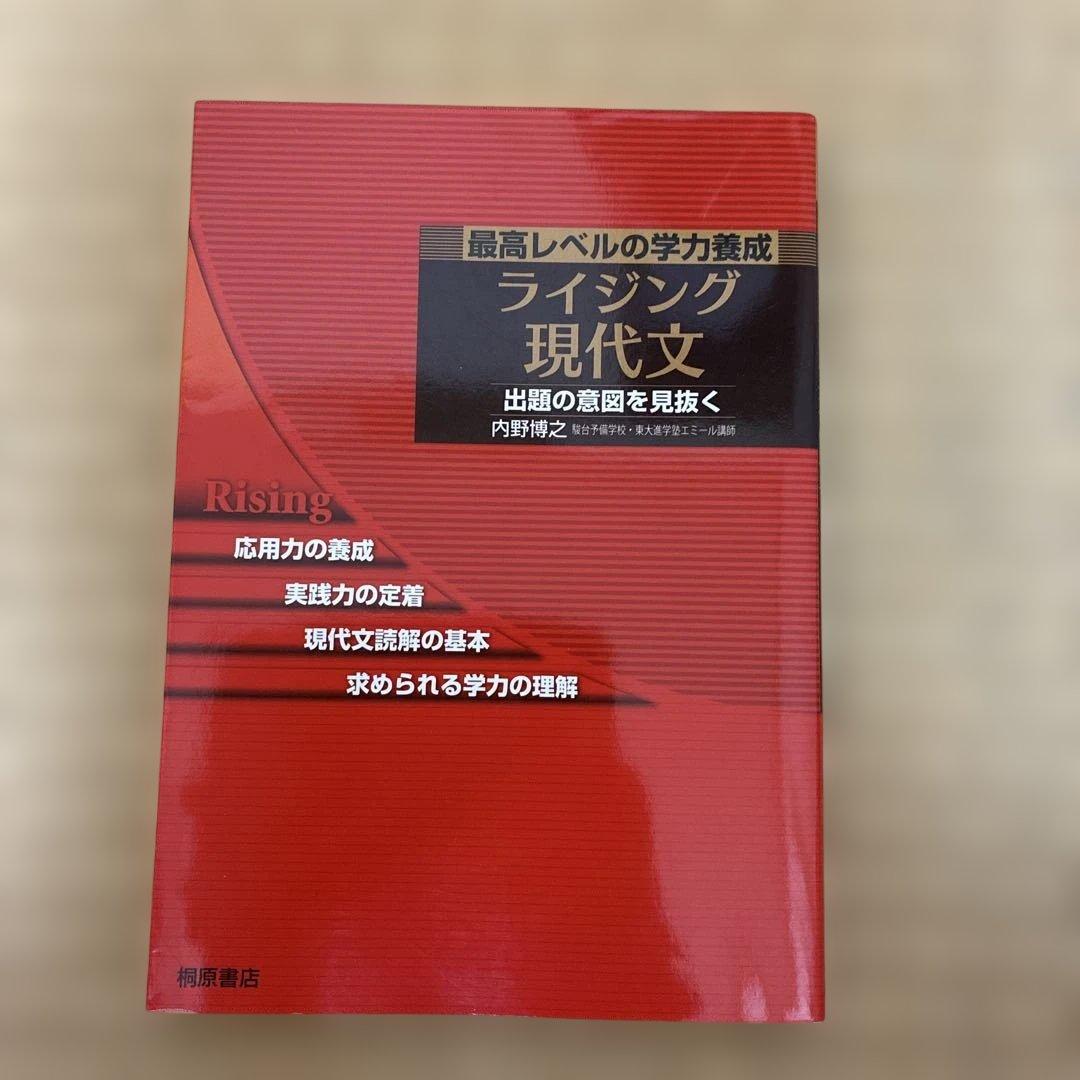 最高レベルの学力養成
ライジング
現代文
出題の意図を見抜く
内野博之 駿台予備学校・東大進学塾エミール講師
Rising
応用力の養成
実践力の定着
現代文読解の基本
求められる学力の理解
桐原書店